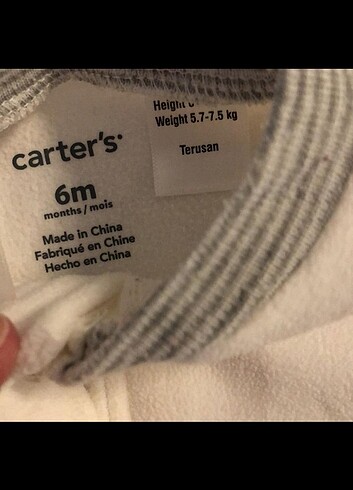 carter's
6m
months / mois
Made in China
Fabriqué en Chine
Hecho en China
Height
Weight 5.7-7.5 kg
Terusan